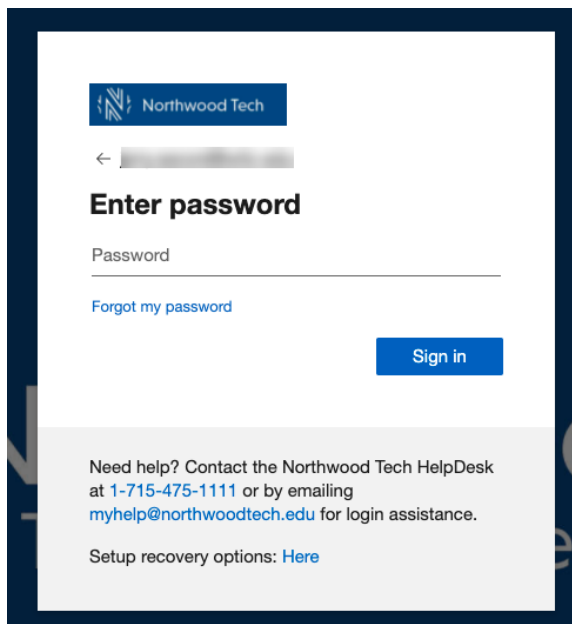 Northwood Tech
Enter password
Password
Forgot my password
Sign in
Need help? Contact the Northwood Tech HelpDesk
at 1-715-475-1111 or by emailing
myhelp@northwoodtech.edu for login assistance.
Setup recovery options: Here